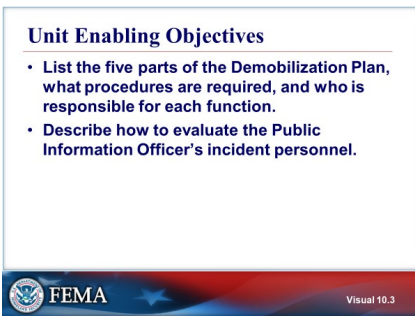 Unit Enabling Objectives
• List the five parts of the Demobilization Plan,
what procedures are required, and who is
responsible for each function.
• Describe how to evaluate the Public
Information Officer's incident personnel.
FEMA
Visual 10.3